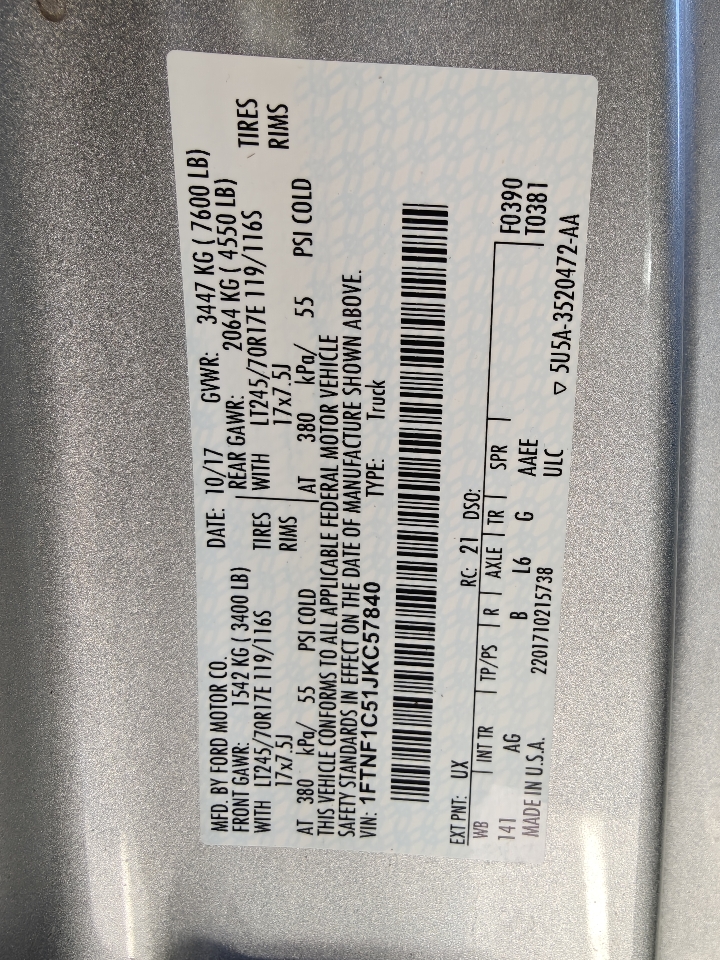 MFD. BY FORD MOTOR CO. DATE: 10/17 GVWR: 3447 KG ( 7600 LB)
FRONT GAWR: 1542 KG ( 3400 LB) REAR GAWR: 2064 KG ( 4550 LB)
WITH LT245/70R17E 119/116S TIRES WITH LT245/70R17E 119/116S TIRES
17x7.5J RIMS 17x7.5J RIMS
AT 380 kPa/ 55 PSI COLD AT 380 kPa/ 55 PSI COLD
THIS VEHICLE CONFORMS TO ALL APPLICABLE FEDERAL MOTOR VEHICLE
SAFETY STANDARDS IN EFFECT ON THE DATE OF MANUFACTURE SHOWN ABOVE.
VIN: 1FTNF1C51JKC57840 TYPE: Truck
EXT PNT: UX RC: 21 DSO:
WB INT TR TP/PS R AXLE TR SPR F0390
141 AG B L6 G AAEE T0381
MADE IN U.S.A. 2201710215738 ULC ▽ 5U5A-3520472-AA